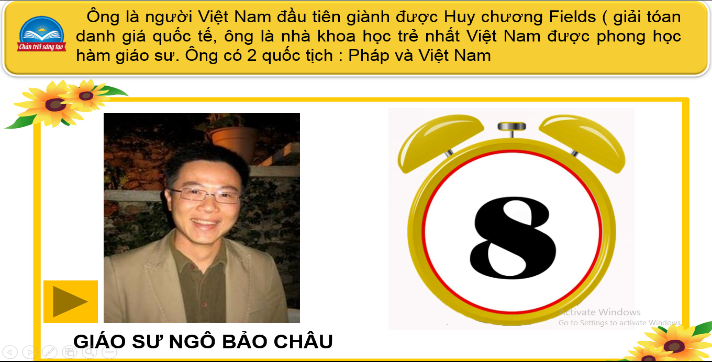 Ông là người Việt Nam đầu tiên giành được Huy chương Fields ( giải tóan
danh giá quốc tế, ông là nhà khoa học trẻ nhất Việt Nam được phong học
hàm giáo sư. Ông có 2 quốc tịch : Pháp và Việt Nam
Chân trời sáng tạo
8
Activate Windows
Go to Settings to activate Windows
GIÁO SƯ NGÔ BẢO CHÂU